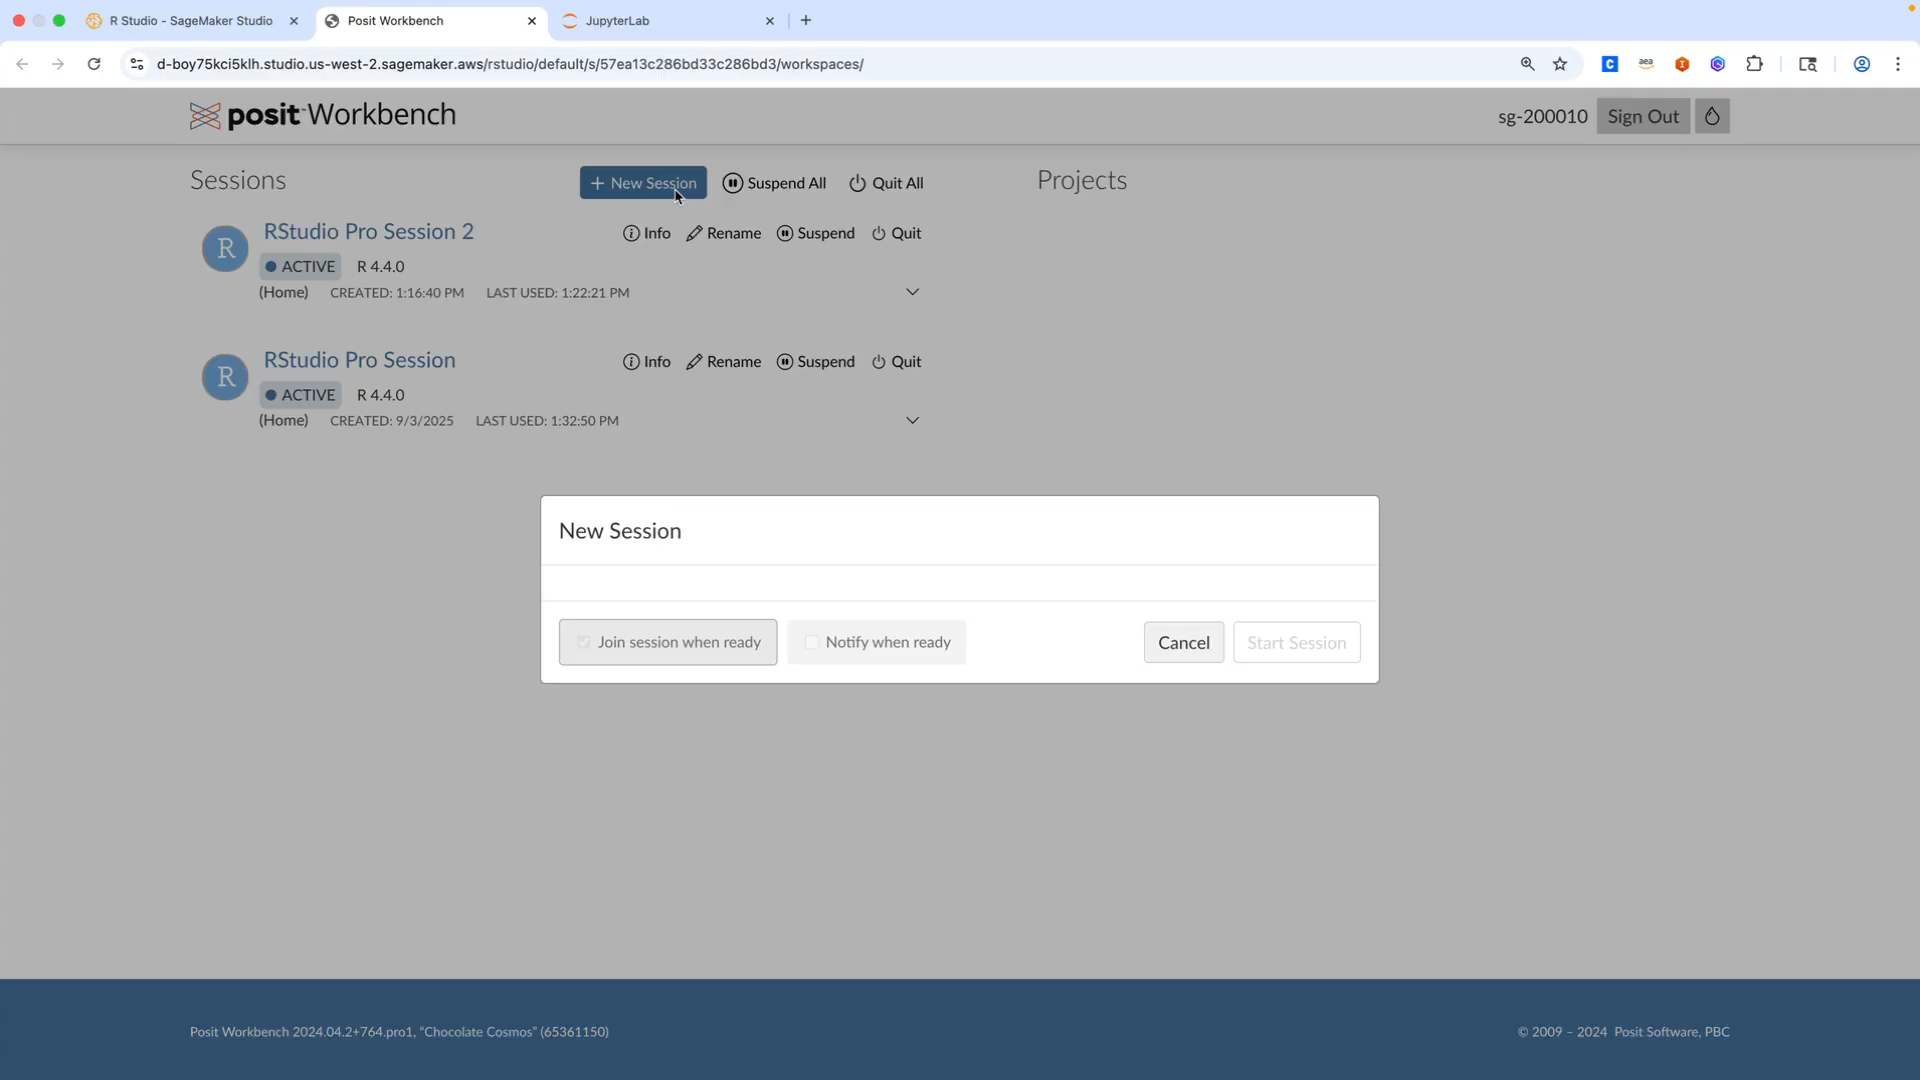 R Studio - SageMaker Studio
Posit Workbench
JupyterLab
d-boy75kci5klh.studio.us-west-2.sagemaker.aws/rstudio/default/s/57ea13c286bd33c286bd3/workspaces/
C
aea
posit Workbench
sg-200010
Sign Out
Sessions
+ New Session
Suspend All
Quit All
Projects
R
RStudio Pro Session 2
Info
Rename
Suspend
Quit
ACTIVE
R 4.4.0
(Home)
CREATED: 1:16:40 PM
LAST USED: 1:22:21 PM
R
RStudio Pro Session
Info
Rename
Suspend
Quit
ACTIVE
R 4.4.0
(Home)
CREATED: 9/3/2025
LAST USED: 1:32:50 PM
New Session
Join session when ready
Notify when ready
Cancel
Start Session
Posit Workbench 2024.04.2+764.pro1, “Chocolate Cosmos” (65361150)
© 2009 – 2024 Posit Software, PBC